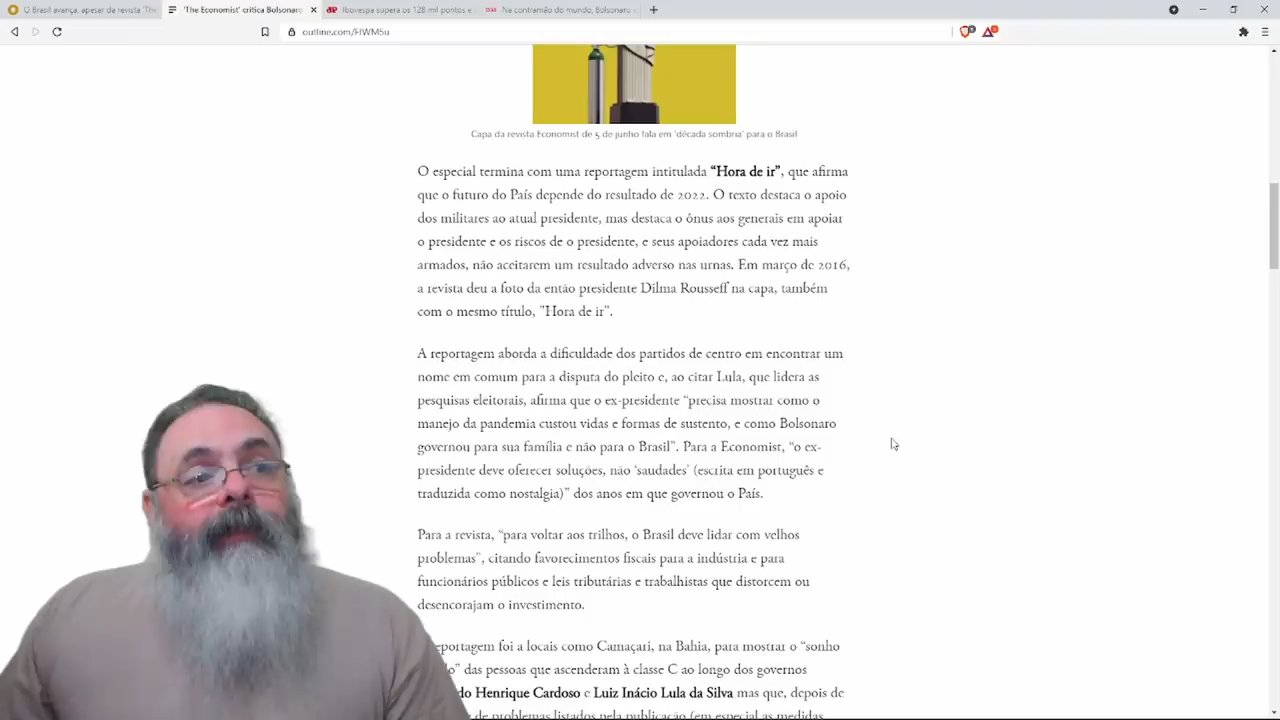 O Brasil avança, apesar da revista 'The
'The Economist' critica Bolsonaro
Ibovespa supera os 128 mil pontos e
Na contramão do mundo, Bolsonaro
outline.com/FJWM5u
Capa da revista Economist de 5 de junho fala em 'década sombria' para o Brasil
O especial termina com uma reportagem intitulada “Hora de ir”, que afirma
que o futuro do País depende do resultado de 2022. O texto destaca o apoio
dos militares ao atual presidente, mas destaca o ônus aos generais em apoiar
o presidente e os riscos de o presidente, e seus apoiadores cada vez mais
armados, não aceitarem um resultado adverso nas urnas. Em março de 2016,
a revista deu a foto da então presidente Dilma Rousseff na capa, também
com o mesmo título, "Hora de ir".
A reportagem aborda a dificuldade dos partidos de centro em encontrar um
nome em comum para a disputa do pleito e, ao citar Lula, que lidera as
pesquisas eleitorais, afirma que o ex-presidente “precisa mostrar como o
manejo da pandemia custou vidas e formas de sustento, e como Bolsonaro
governou para sua família e não para o Brasil”. Para a Economist, “o ex-
presidente deve oferecer soluções, não ‘saudades’ (escrita em português e
traduzida como nostalgia)” dos anos em que governou o País.
Para a revista, “para voltar aos trilhos, o Brasil deve lidar com velhos
problemas”, citando favorecimentos fiscais para a indústria e para
funcionários públicos e leis tributárias e trabalhistas que distorcem ou
desencorajam o investimento.
eportagem foi a locais como Camaçari, na Bahia, para mostrar o “sonho
das pessoas que ascenderam à classe C ao longo dos governos
do Henrique Cardoso e Luiz Inácio Lula da Silva mas que, depois de
de problemas listados pela publicação (em especial as medidas